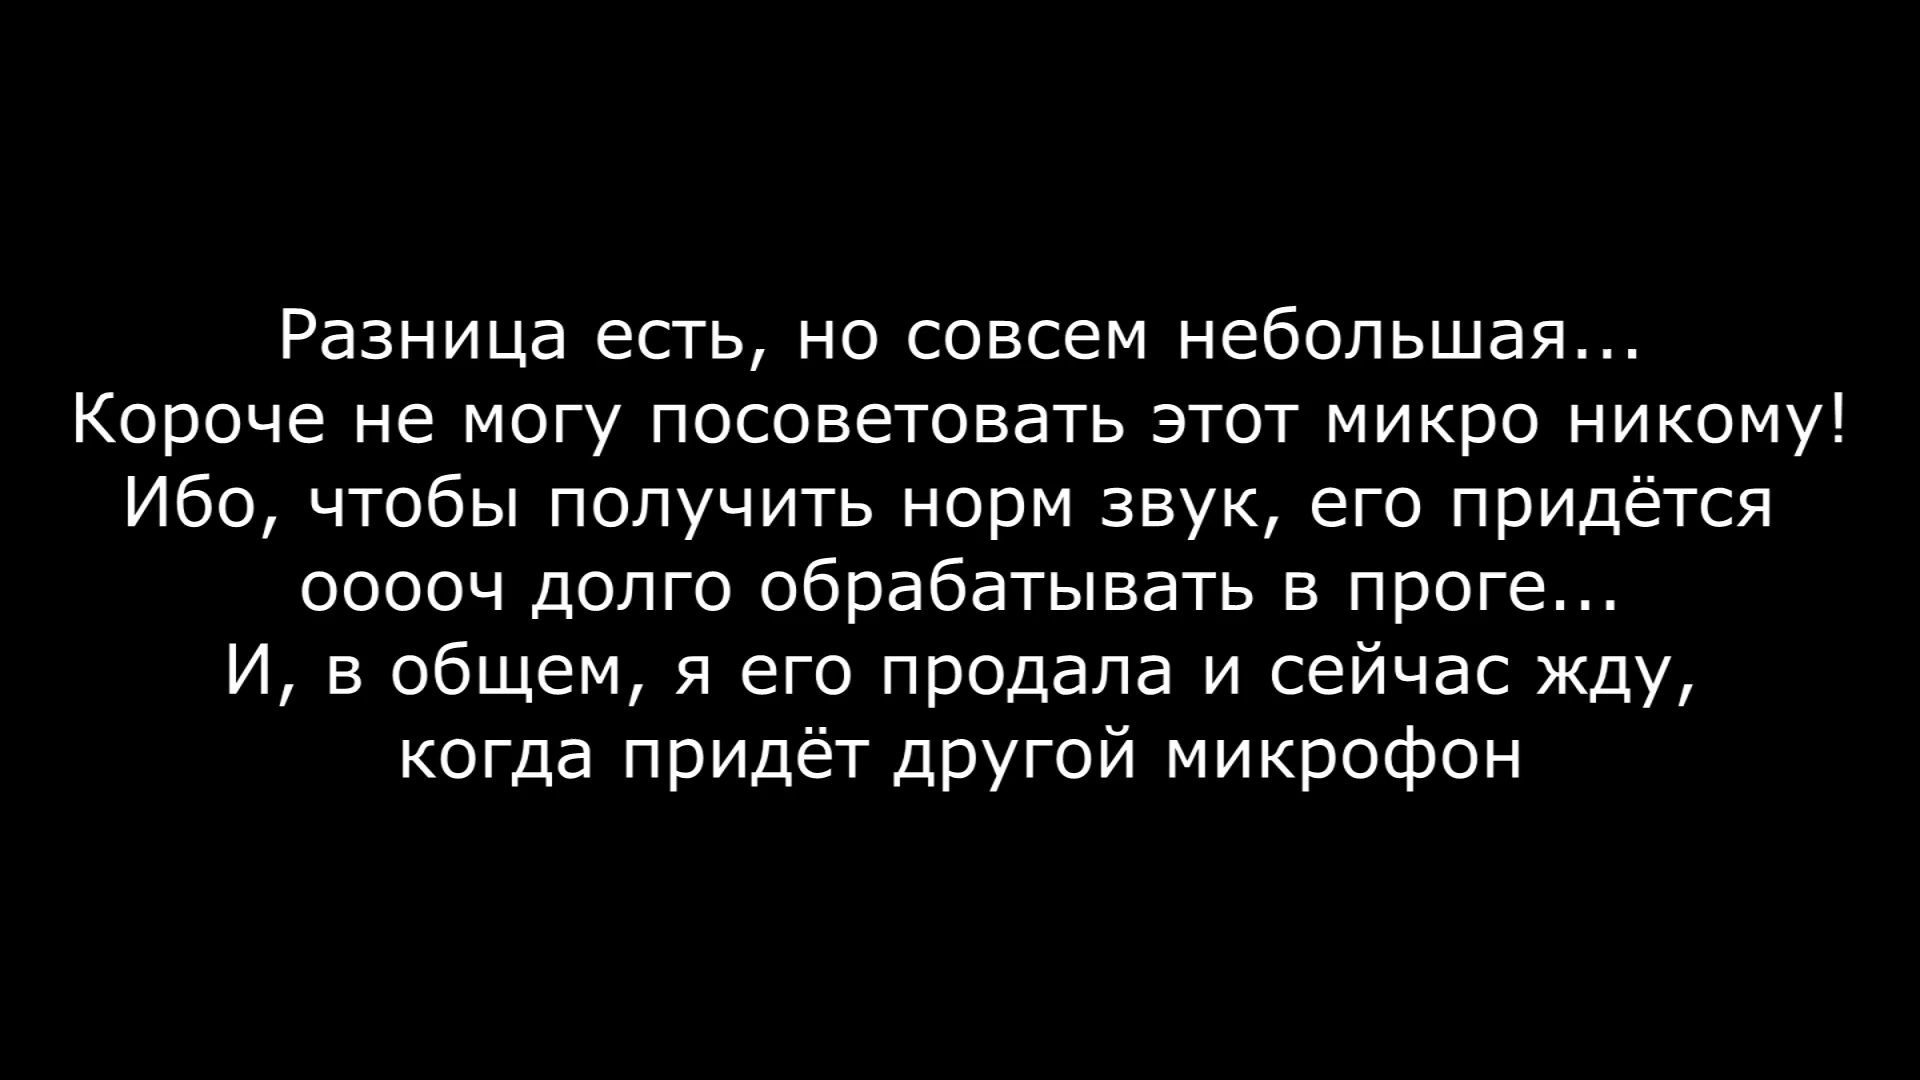 Разница есть, но совсем небольшая...
Короче не могу посоветовать этот микро никому!
Ибо, чтобы получить норм звук, его придётся
ооооч долго обрабатывать в проге...
И, в общем, я его продала и сейчас жду,
когда придёт другой микрофон